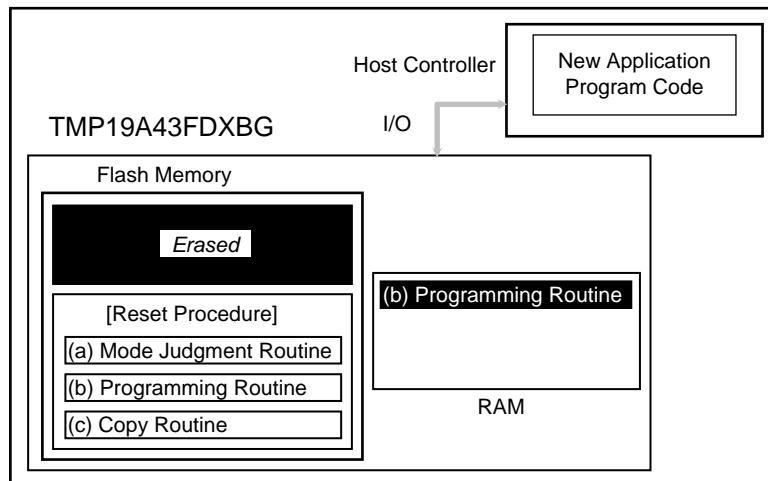 Host Controller
New Application
Program Code
I/O
TMP19A43FDXBG
Flash Memory
Erased
[Reset Procedure]
(a) Mode Judgment Routine
(b) Programming Routine
(c) Copy Routine
(b) Programming Routine
RAM